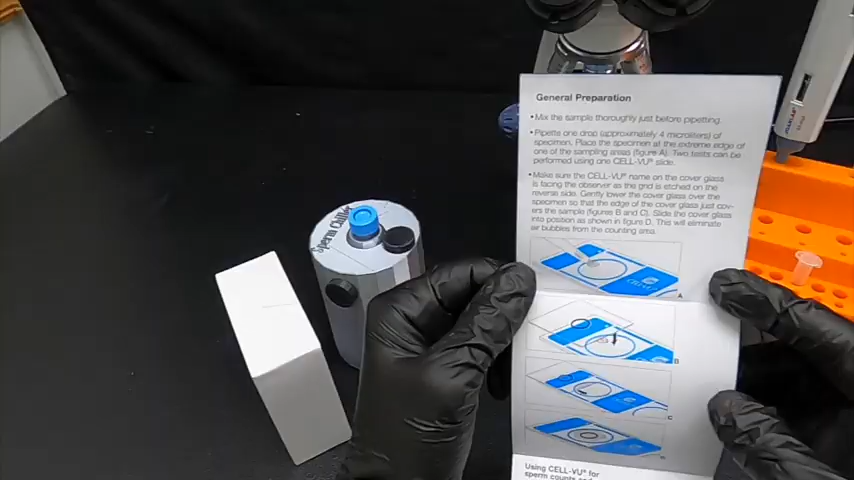 General Preparation
• Mix the sample thoroughly just before pipetting.
• Pipette one drop (approximately 4 microliters) of
specimen. Place the specimen at the extreme edge of
one of the sampling areas (figure A). Two tests can be
performed using one CELL-VU® slide.
• Make sure the CELL-VU® name on the cover glass
is facing the observer as the grid is etched on the
reverse side. Gently lower the cover glass over the
specimen so that the edge of the cover glass just cov-
ers the sample (figures B and C). Slide the cover glass
into position as shown in figure D. This will eliminate
air bubbles from the counting area.
A
B
C
Using CELL-VU® for
sperm counts and
Sperm Chiller